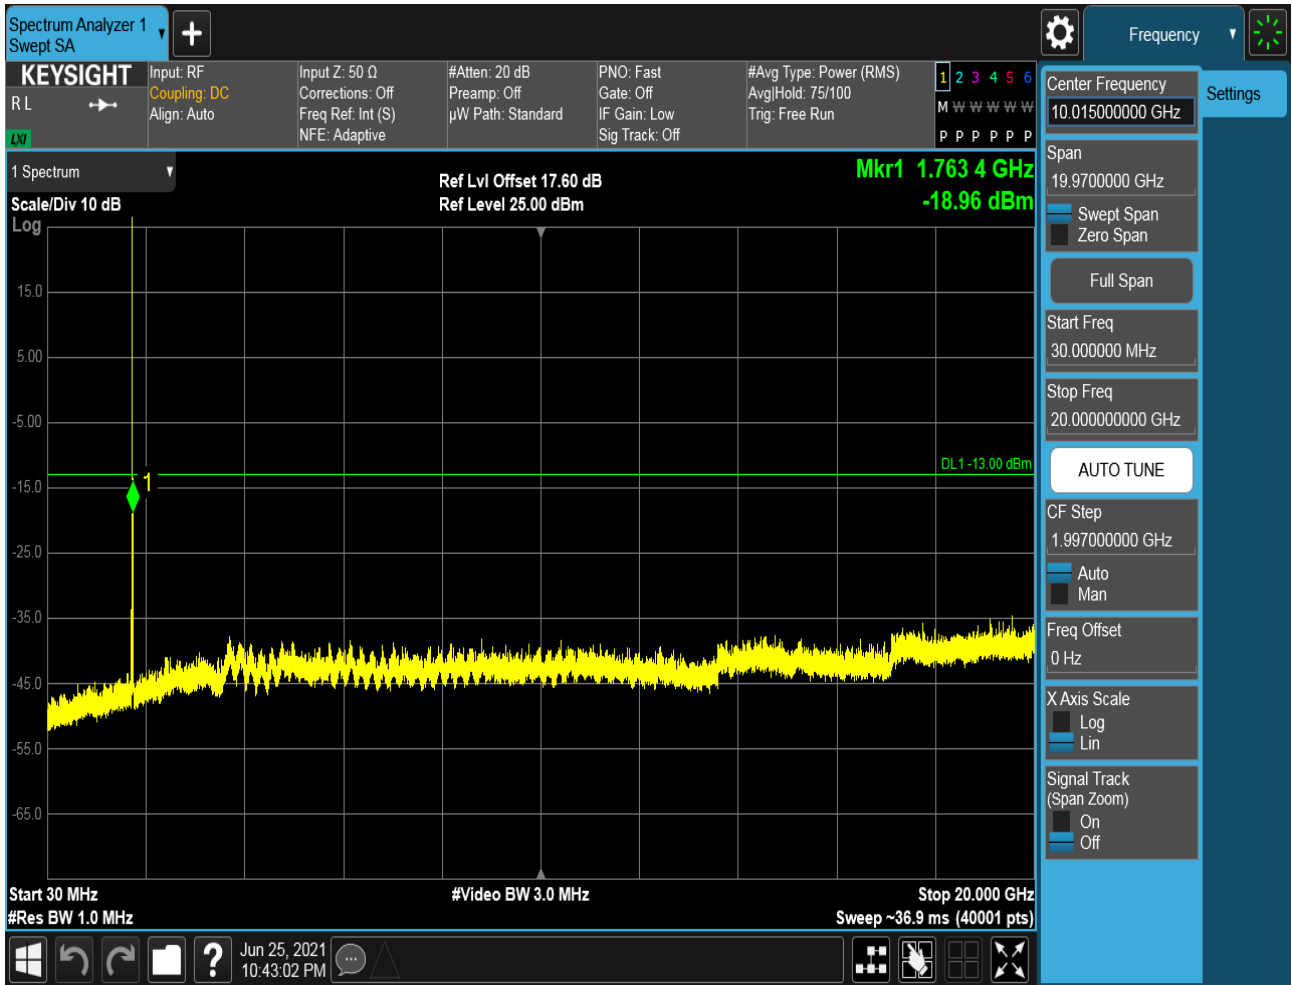 Spectrum Analyzer 1
Swept SA
Frequency
KEYSIGHT
R L
LXI
Input: RF
Coupling: DC
Align: Auto
Input Z: 50 Ω
Corrections: Off
Freq Ref: Int (S)
NFE: Adaptive
#Atten: 20 dB
Preamp: Off
µW Path: Standard
PNO: Fast
Gate: Off
IF Gain: Low
Sig Track: Off
#Avg Type: Power (RMS)
Avg|Hold: 75/100
Trig: Free Run
1 2 3 4 5 6
M W W W W W
P P P P P P
1 Spectrum
Scale/Div 10 dB
Log
Ref Lvl Offset 17.60 dB
Ref Level 25.00 dBm
Mkr1 1.763 4 GHz
-18.96 dBm
15.0
5.00
-5.00
DL1 -13.00 dBm
1
-15.0
-25.0
-35.0
-45.0
-55.0
-65.0
Start 30 MHz
#Res BW 1.0 MHz
#Video BW 3.0 MHz
Stop 20.000 GHz
Sweep ~36.9 ms (40001 pts)
Jun 25, 2021
10:43:02 PM
Center Frequency
10.015000000 GHz
Settings
Span
19.9700000 GHz
Swept Span
Zero Span
Full Span
Start Freq
30.000000 MHz
Stop Freq
20.000000000 GHz
AUTO TUNE
CF Step
1.997000000 GHz
Auto
Man
Freq Offset
0 Hz
X Axis Scale
Log
Lin
Signal Track
(Span Zoom)
On
Off